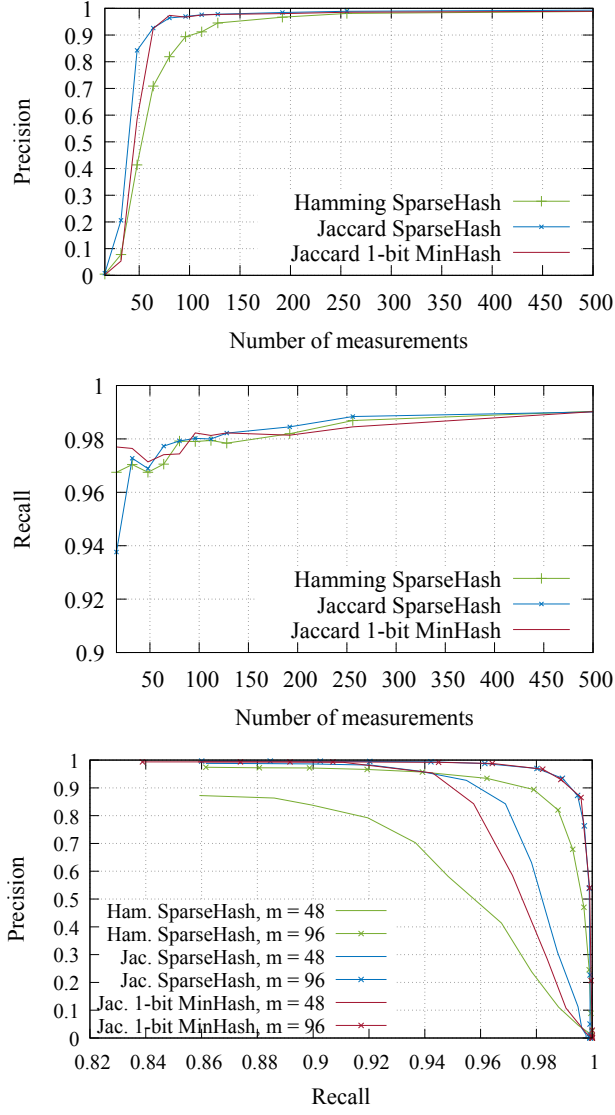 1
0.9
0.8
0.7
0.6
0.5
0.4
0.3
0.2
0.1
0
Precision
Hamming SparseHash
Jaccard SparseHash
Jaccard 1-bit MinHash
50 100 150 200 250 300 350 400 450 500
Number of measurements
1
0.98
0.96
0.94
0.92
0.9
Recall
Hamming SparseHash
Jaccard SparseHash
Jaccard 1-bit MinHash
50 100 150 200 250 300 350 400 450 500
Number of measurements
1
0.9
0.8
0.7
0.6
0.5
0.4
0.3
0.2
0.1
0
Precision
Ham. SparseHash, m = 48
Ham. SparseHash, m = 96
Jac. SparseHash, m = 48
Jac. SparseHash, m = 96
Jac. 1-bit MinHash, m = 48
Jac. 1-bit MinHash, m = 96
0.82 0.84 0.86 0.88 0.9 0.92 0.94 0.96 0.98 1
Recall